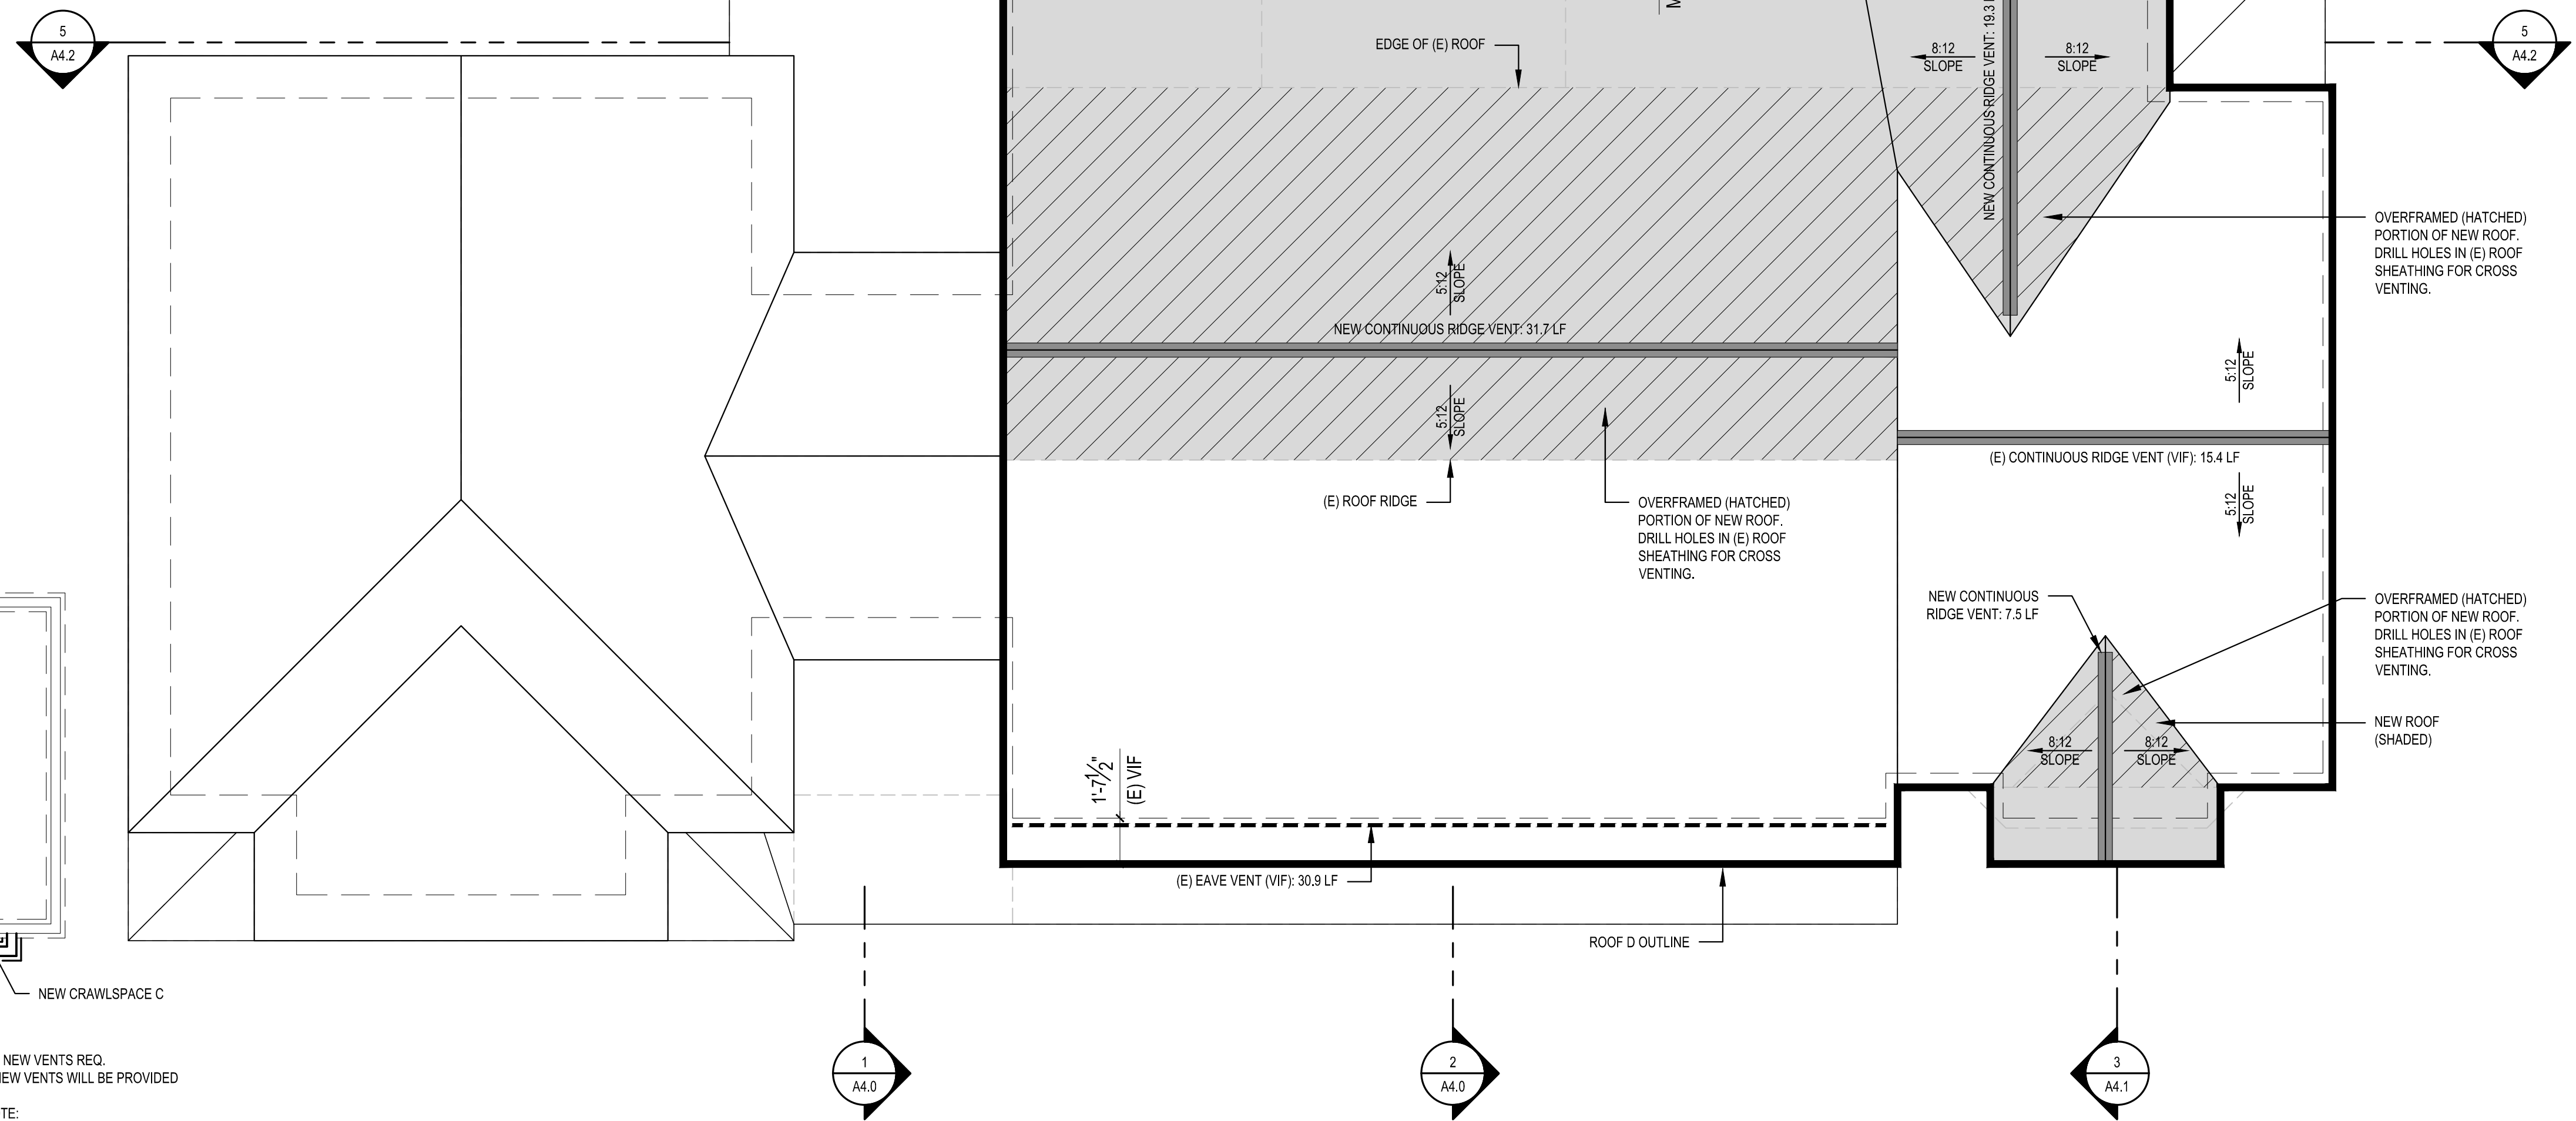 5
A4.2
EDGE OF (E) ROOF
NEW CONTINUOUS RIDGE VENT: 19.3
8:12
SLOPE
8:12
SLOPE
5
A4.2
OVERFRAMED (HATCHED)
PORTION OF NEW ROOF.
DRILL HOLES IN (E) ROOF
SHEATHING FOR CROSS
VENTING.
5:12
SLOPE
NEW CONTINUOUS RIDGE VENT: 31.7 LF
5:12
SLOPE
5:12
SLOPE
(E) CONTINUOUS RIDGE VENT (VIF): 15.4 LF
5:12
SLOPE
(E) ROOF RIDGE
OVERFRAMED (HATCHED)
PORTION OF NEW ROOF.
DRILL HOLES IN (E) ROOF
SHEATHING FOR CROSS
VENTING.
NEW CONTINUOUS
RIDGE VENT: 7.5 LF
OVERFRAMED (HATCHED)
PORTION OF NEW ROOF.
DRILL HOLES IN (E) ROOF
SHEATHING FOR CROSS
VENTING.
NEW ROOF
(SHADED)
8:12
SLOPE
8:12
SLOPE
1'-7½"
(E) VIF
(E) EAVE VENT (VIF): 30.9 LF
ROOF D OUTLINE
NEW CRAWLSPACE C
NEW VENTS REQ.
NEW VENTS WILL BE PROVIDED
TE:
1
A4.0
2
A4.0
3
A4.1